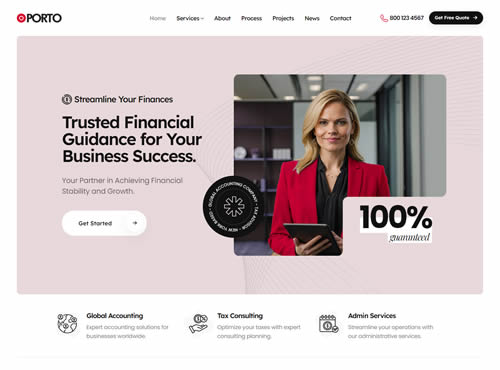 PORTO
Home Services About Process Projects News Contact
800 123 4567
Get Free Quote
Streamline Your Finances
Trusted Financial
Guidance for Your
Business Success.
Your Partner in Achieving Financial
Stability and Growth.
Get Started
GLOBAL ACCOUNTING COMPANY • TAX ADVISOR • NEW YORK BASED •
100%
guaranteed
Global Accounting
Expert accounting solutions for
businesses worldwide.
Tax Consulting
Optimize your taxes with expert
consulting planning.
Admin Services
Streamline your operations with
our administrative services.